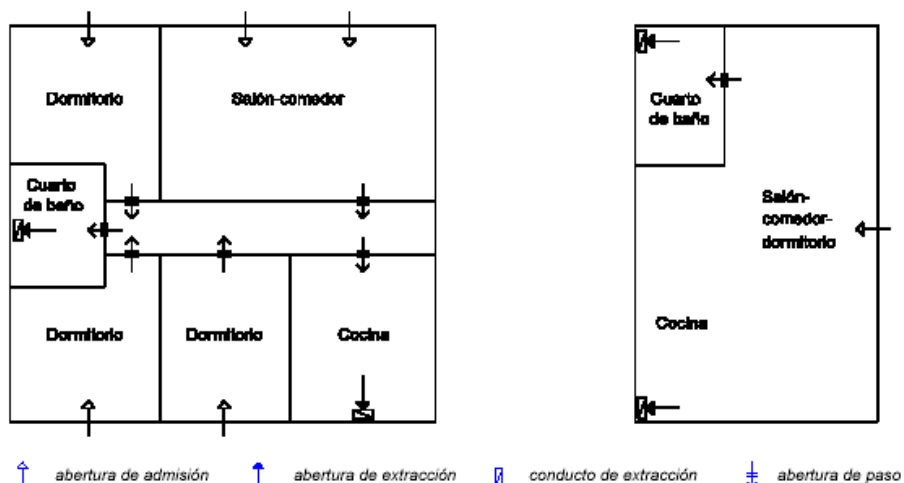 Dormitorio
Salón-comedor
Cuarto
de baño
Dormitorio
Dormitorio
Cocina
Cuarto
de baño
Salón-
comedor-
dormitorio
Cocina
abertura de admisión
abertura de extracción
conducto de extracción
abertura de paso